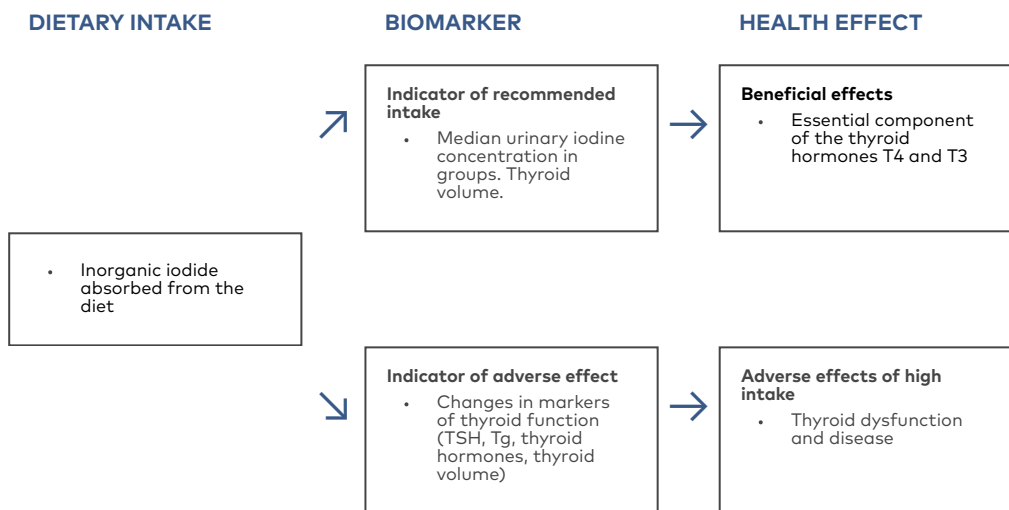 DIETARY INTAKE
BIOMARKER
HEALTH EFFECT
Indicator of recommended
intake
• Median urinary iodine
concentration in
groups. Thyroid
volume.
Beneficial effects
• Essential component
of the thyroid
hormones T4 and T3
• Inorganic iodide
absorbed from the
diet
Indicator of adverse effect
• Changes in markers
of thyroid function
(TSH, Tg, thyroid
hormones, thyroid
volume)
Adverse effects of high
intake
• Thyroid dysfunction
and disease